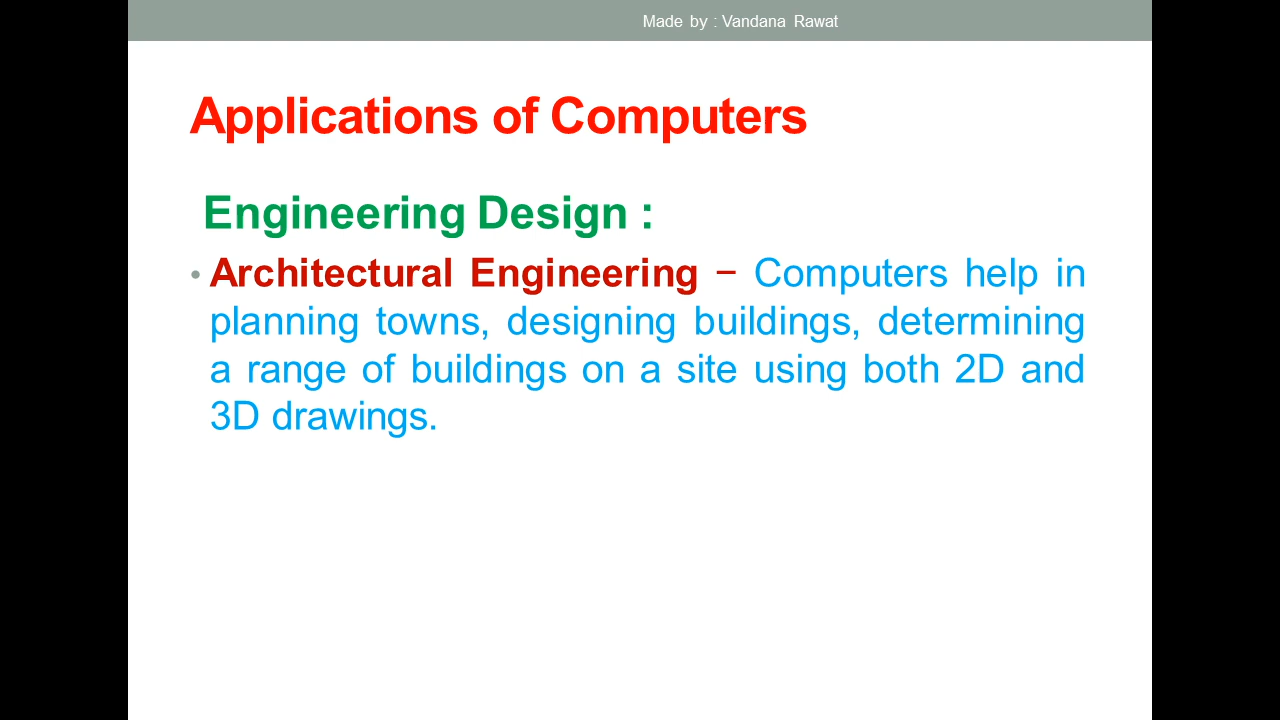 Made by : Vandana Rawat
Applications of Computers
Engineering Design :
• Architectural Engineering − Computers help in
planning towns, designing buildings, determining
a range of buildings on a site using both 2D and
3D drawings.